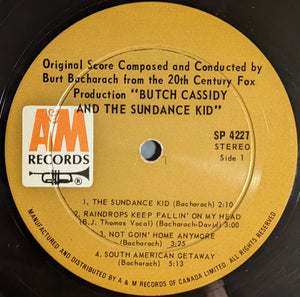 Original Score Composed and Conducted by
Burt Bacharach from the 20th Century Fox
Production "BUTCH CASSIDY
AND THE SUNDANCE KID"
A&M
RECORDS
SP 4227
STEREO
Side 1
1. THE SUNDANCE KID (Bacharach) 2:10
2. RAINDROPS KEEP FALLIN' ON MY HEAD
(B.J. Thomas Vocal) (Bacharach-David) 3:00
3. NOT GOIN' HOME ANYMORE
(Bacharach) 3:25
4. SOUTH AMERICAN GETAWAY
(Bacharach) 5:13
MANUFACTURED AND DISTRIBUTED BY A & M RECORDS OF CANADA LIMITED. ALL RIGHTS RESERVED